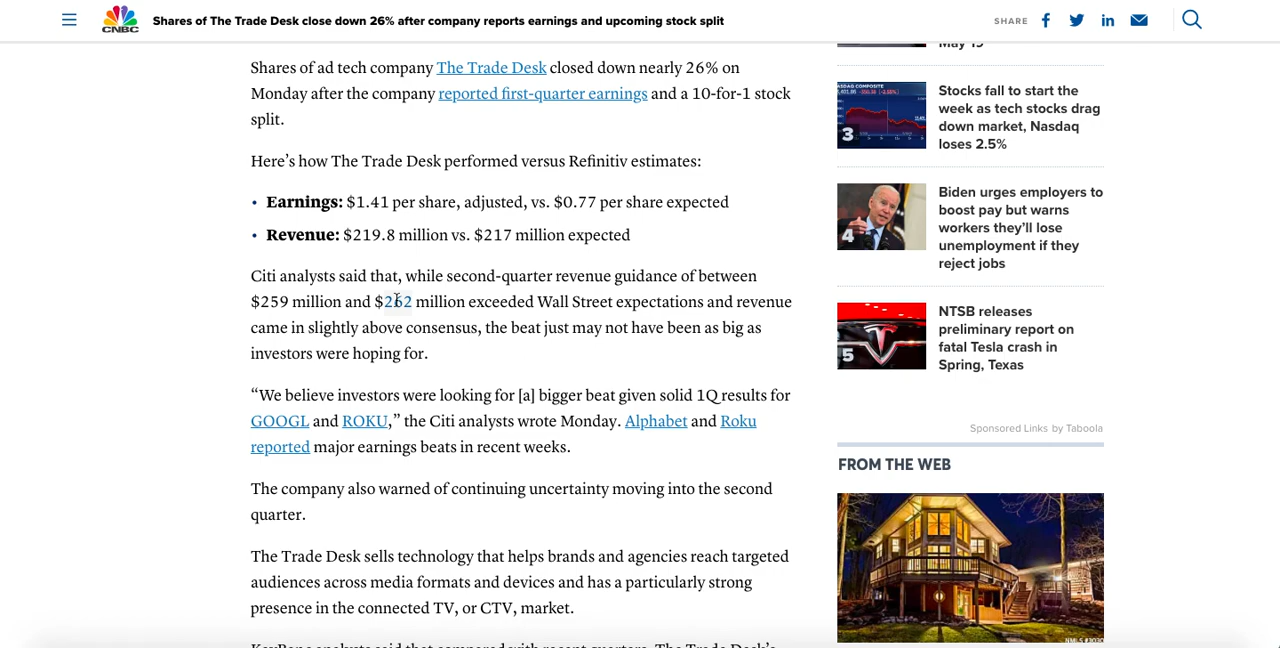 CNBC
Shares of The Trade Desk close down 26% after company reports earnings and upcoming stock split
SHARE
Shares of ad tech company The Trade Desk closed down nearly 26% on
Monday after the company reported first-quarter earnings and a 10-for-1 stock
split.
Here’s how The Trade Desk performed versus Refinitiv estimates:
• Earnings: $1.41 per share, adjusted, vs. $0.77 per share expected
• Revenue: $219.8 million vs. $217 million expected
Citi analysts said that, while second-quarter revenue guidance of between
$259 million and $262 million exceeded Wall Street expectations and revenue
came in slightly above consensus, the beat just may not have been as big as
investors were hoping for.
“We believe investors were looking for [a] bigger beat given solid 1Q results for
GOOGL and ROKU,” the Citi analysts wrote Monday. Alphabet and Roku
reported major earnings beats in recent weeks.
The company also warned of continuing uncertainty moving into the second
quarter.
The Trade Desk sells technology that helps brands and agencies reach targeted
audiences across media formats and devices and has a particularly strong
presence in the connected TV, or CTV, market.
May 19
3
Stocks fall to start the
week as tech stocks drag
down market, Nasdaq
loses 2.5%
4
Biden urges employers to
boost pay but warns
workers they’ll lose
unemployment if they
reject jobs
5
NTSB releases
preliminary report on
fatal Tesla crash in
Spring, Texas
Sponsored Links by Taboola
FROM THE WEB